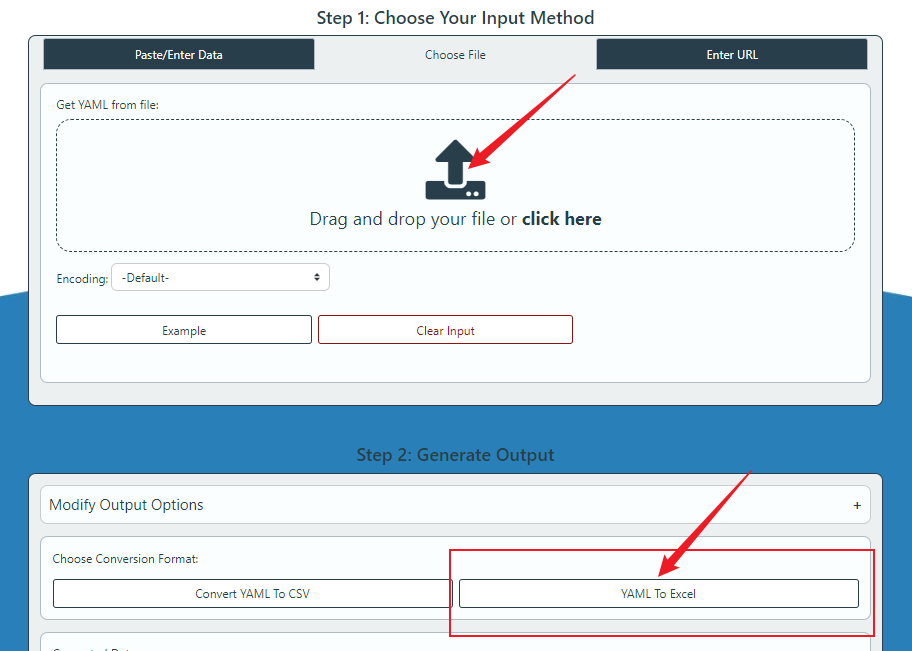 Step 1: Choose Your Input Method
Paste/Enter Data
Choose File
Enter URL
Get YAML from file:
Drag and drop your file or click here
Encoding: -Default-
Example
Clear Input
Step 2: Generate Output
Modify Output Options +
Choose Conversion Format:
Convert YAML To CSV
YAML To Excel